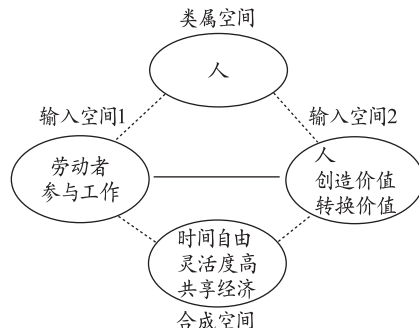 类属空间
人
输入空间1
输入空间2
劳动者
参与工作
人
创造价值
转换价值
时间自由
灵活度高
共享经济
合成空间